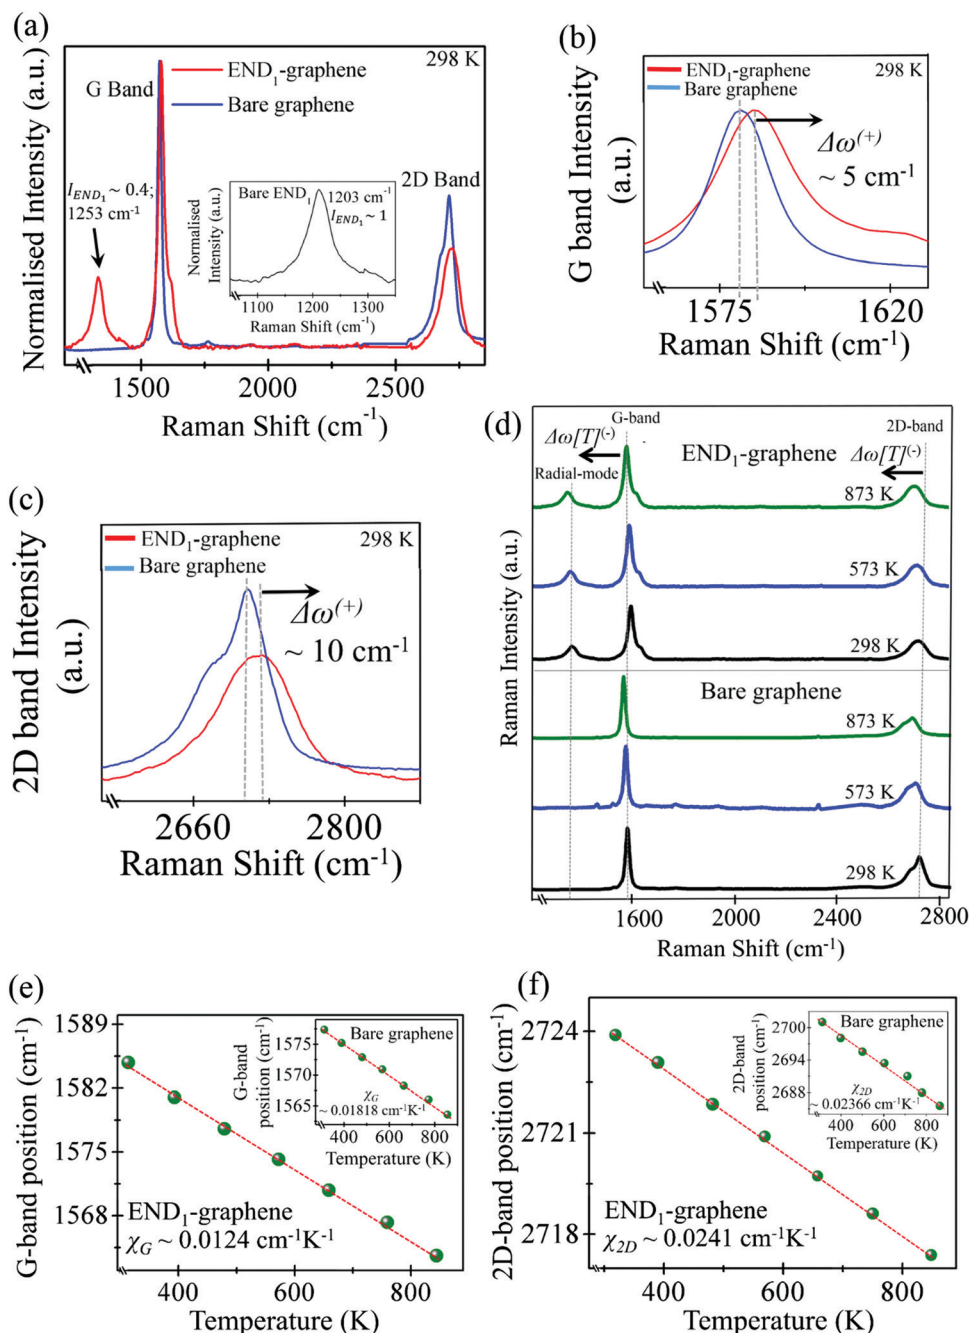 (a)
Normalised Intensity (a.u.)
G Band
END₁-graphene
Bare graphene
298 K
I_END₁ ~ 0.4;
1253 cm⁻¹
2D Band
Bare END₁
1203 cm⁻¹
I_END₁ ~ 1
Normalised
Intensity (a.u.)
1100 1200 1300
Raman Shift (cm⁻¹)
1500 2000 2500
Raman Shift (cm⁻¹)
(b)
G band Intensity
(a.u.)
END₁-graphene
Bare graphene
298 K
Δω⁽⁺⁾
~ 5 cm⁻¹
1575 1620
Raman Shift (cm⁻¹)
(c)
2D band Intensity
(a.u.)
END₁-graphene
Bare graphene
298 K
Δω⁽⁺⁾
~ 10 cm⁻¹
2660 2800
Raman Shift (cm⁻¹)
(d)
Raman Intensity (a.u.)
G-band
2D-band
Δω[T]⁽⁻⁾
END₁-graphene
Δω[T]⁽⁻⁾
Radial-mode
873 K
573 K
298 K
Bare graphene
873 K
573 K
298 K
1600 2000 2400 2800
Raman Shift (cm⁻¹)
(e)
G-band position (cm⁻¹)
1589
1582
1575
1568
Bare graphene
G-band
position (cm⁻¹)
1575
1570
1565
χ_G
~ 0.01818 cm⁻¹K⁻¹
400 600 800
Temperature (K)
END₁-graphene
χ_G ~ 0.0124 cm⁻¹K⁻¹
400 600 800
Temperature (K)
(f)
2D-band position (cm⁻¹)
2724
2721
2718
Bare graphene
2D-band
position (cm⁻¹)
2700
2694
2688
χ_2D
~ 0.02366 cm⁻¹K⁻¹
400 600 800
Temperature (K)
END₁-graphene
χ_2D ~ 0.0241 cm⁻¹K⁻¹
400 600 800
Temperature (K)